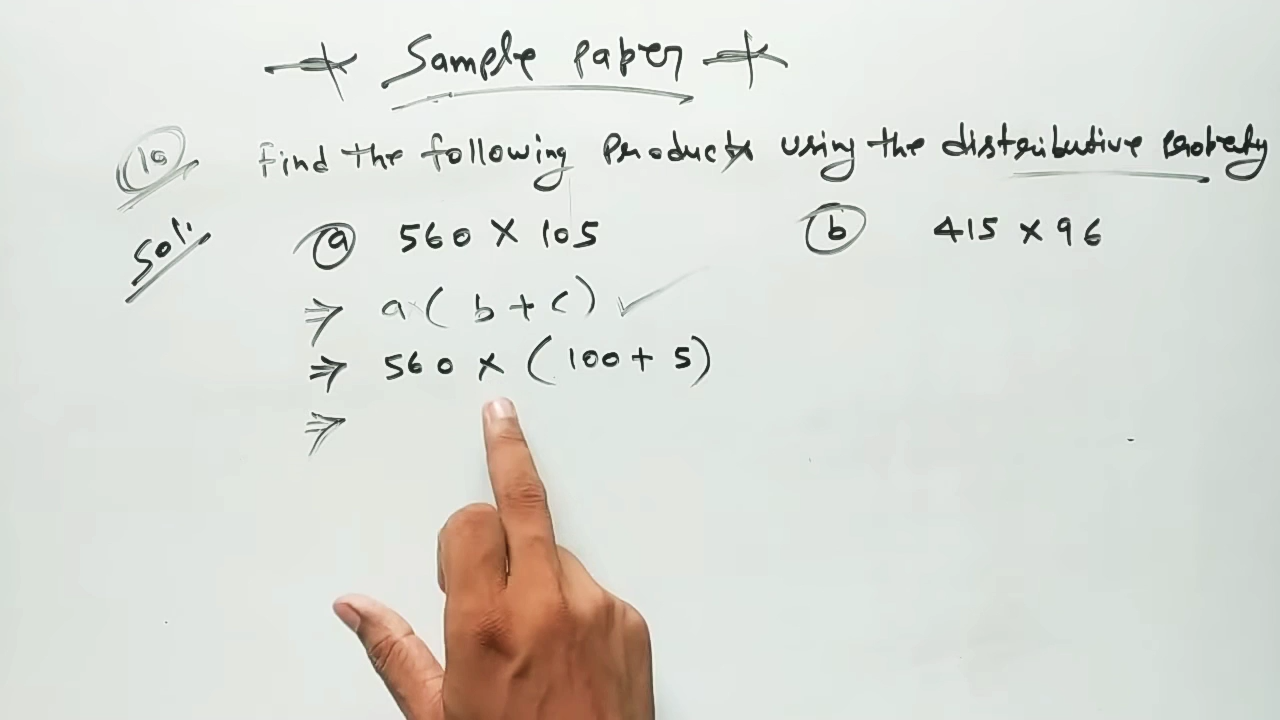 Sample paper
10 Find the following products using the distributive property
Sol:
a 560 × 105
b 415 × 96
⇒ a ( b + c ) ✓
⇒ 560 × ( 100 + 5 )
⇒